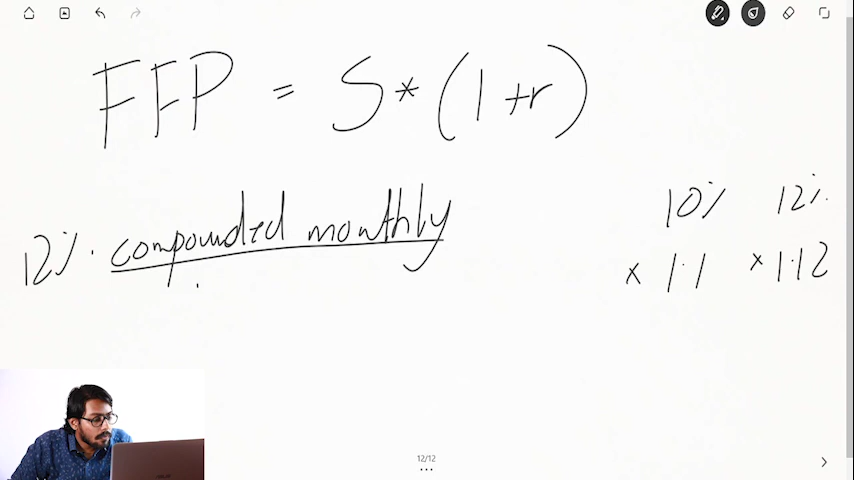 FFP = S * (1+r)
12%. compounded monthly
10% 12%.
× 1.1 × 1.12
12/12